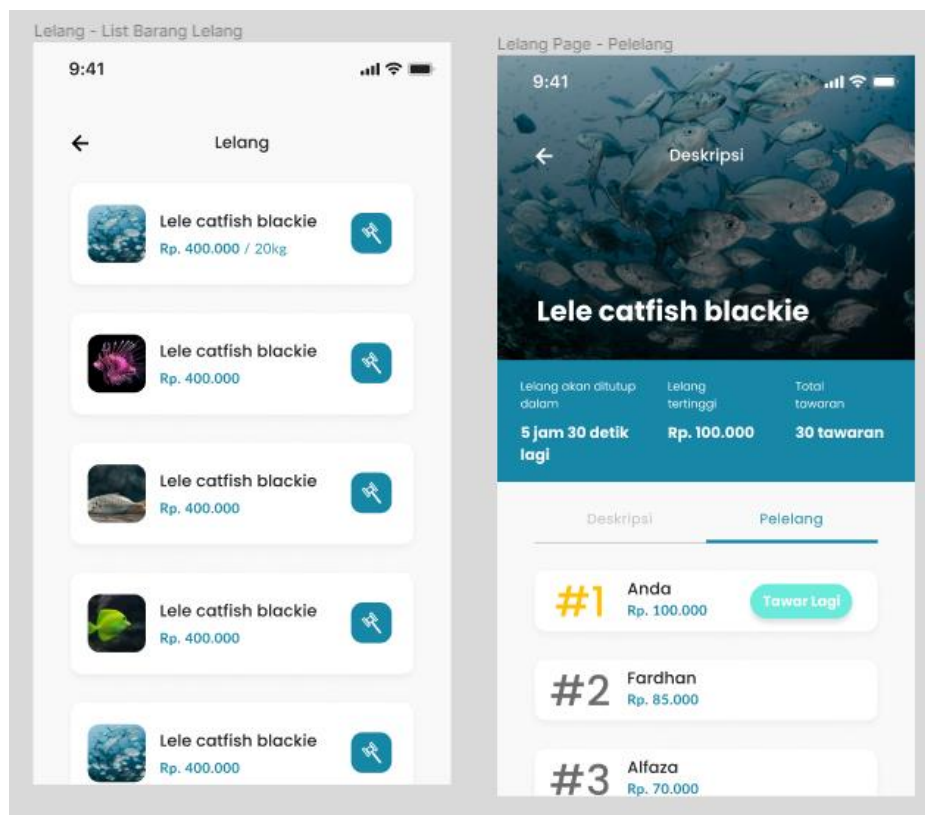 Lelang - List Barang Lelang
9:41
Lelang
Lele catfish blackie
Rp. 400.000 / 20kg
Lele catfish blackie
Rp. 400.000
Lele catfish blackie
Rp. 400.000
Lele catfish blackie
Rp. 400.000
Lele catfish blackie
Rp. 400.000
Lelang Page - Pelelang
9:41
Deskripsi
Lele catfish blackie
Lelang akan ditutup
dalam
5 jam 30 detik
lagi
Lelang
tertinggi
Rp. 100.000
Total
tawaran
30 tawaran
Deskripsi
Pelelang
#1
Anda
Rp. 100.000
Tawar Lagi
#2
Fardhan
Rp. 85.000
#3
Alfaza
Rp. 70.000